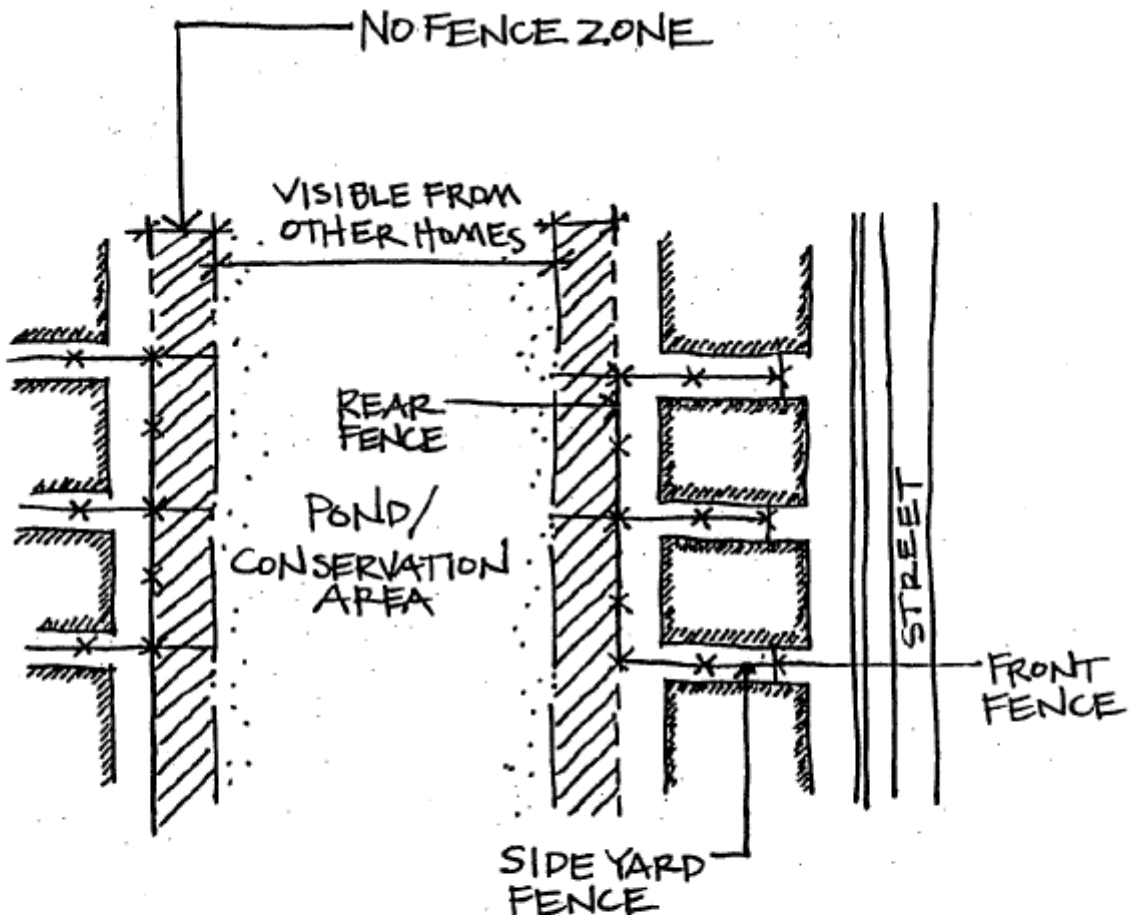 NO FENCE ZONE
VISIBLE FROM
OTHER HOMES
REAR
FENCE
POND/
CONSERVATION
AREA
STREET
FRONT
FENCE
SIDE YARD
FENCE